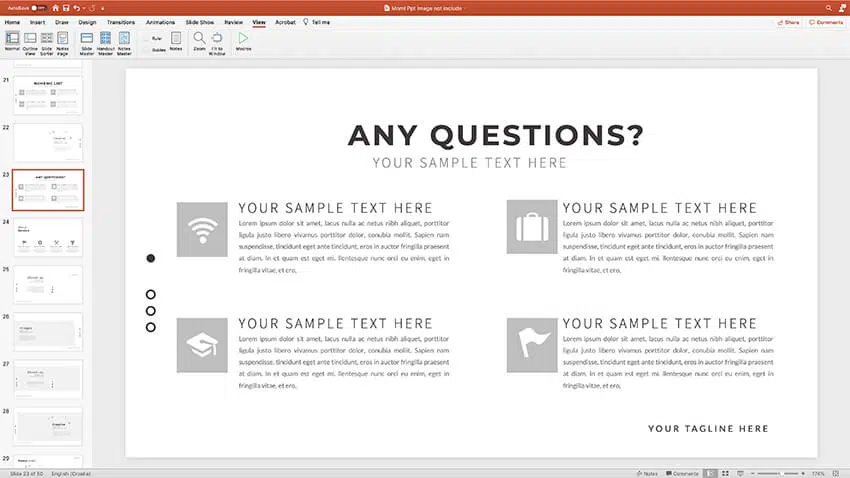 AutoSave OFF
Momt Ppt Image not include
Home Insert Draw Design Transitions Animations Slide Show Review View Acrobat Tell me
Share Comments
Normal Outline View Slide Sorter Notes Page Slide Master Handout Master Notes Master Ruler Guides Notes Zoom Fit to Window Macros
21
22
23
ANY QUESTIONS?
24
25
26
27
28
29
ANY QUESTIONS?
YOUR SAMPLE TEXT HERE
YOUR SAMPLE TEXT HERE
Lorem ipsum dolor sit amet, lacus nulla ac netus nibh aliquet, porttitor
ligula justo libero vivamus porttitor dolor, conubia mollit. Sapien nam
suspendisse, tincidunt eget ante tincidunt, eros in auctor fringilla praesent
at diam. In est quam est eget mi. llentesque nunc orci eu enim, eget in
fringilla vitae, et ero,
YOUR SAMPLE TEXT HERE
Lorem ipsum dolor sit amet, lacus nulla ac netus nibh aliquet, porttitor
ligula justo libero vivamus porttitor dolor, conubia mollit. Sapien nam
suspendisse, tincidunt eget ante tincidunt, eros in auctor fringilla praesent
at diam. In est quam est eget mi. llentesque nunc orci eu enim, eget in
fringilla vitae, et ero,
YOUR SAMPLE TEXT HERE
Lorem ipsum dolor sit amet, lacus nulla ac netus nibh aliquet, porttitor
ligula justo libero vivamus porttitor dolor, conubia mollit. Sapien nam
suspendisse, tincidunt eget ante tincidunt, eros in auctor fringilla praesent
at diam. In est quam est eget mi. llentesque nunc orci eu enim, eget in
fringilla vitae, et ero,
YOUR SAMPLE TEXT HERE
Lorem ipsum dolor sit amet, lacus nulla ac netus nibh aliquet, porttitor
ligula justo libero vivamus porttitor dolor, conubia mollit. Sapien nam
suspendisse, tincidunt eget ante tincidunt, eros in auctor fringilla praesent
at diam. In est quam est eget mi. llentesque nunc orci eu enim, eget in
fringilla vitae, et ero,
YOUR TAGLINE HERE
Slide 23 of 50 English (Croatia) Notes Comments 174%